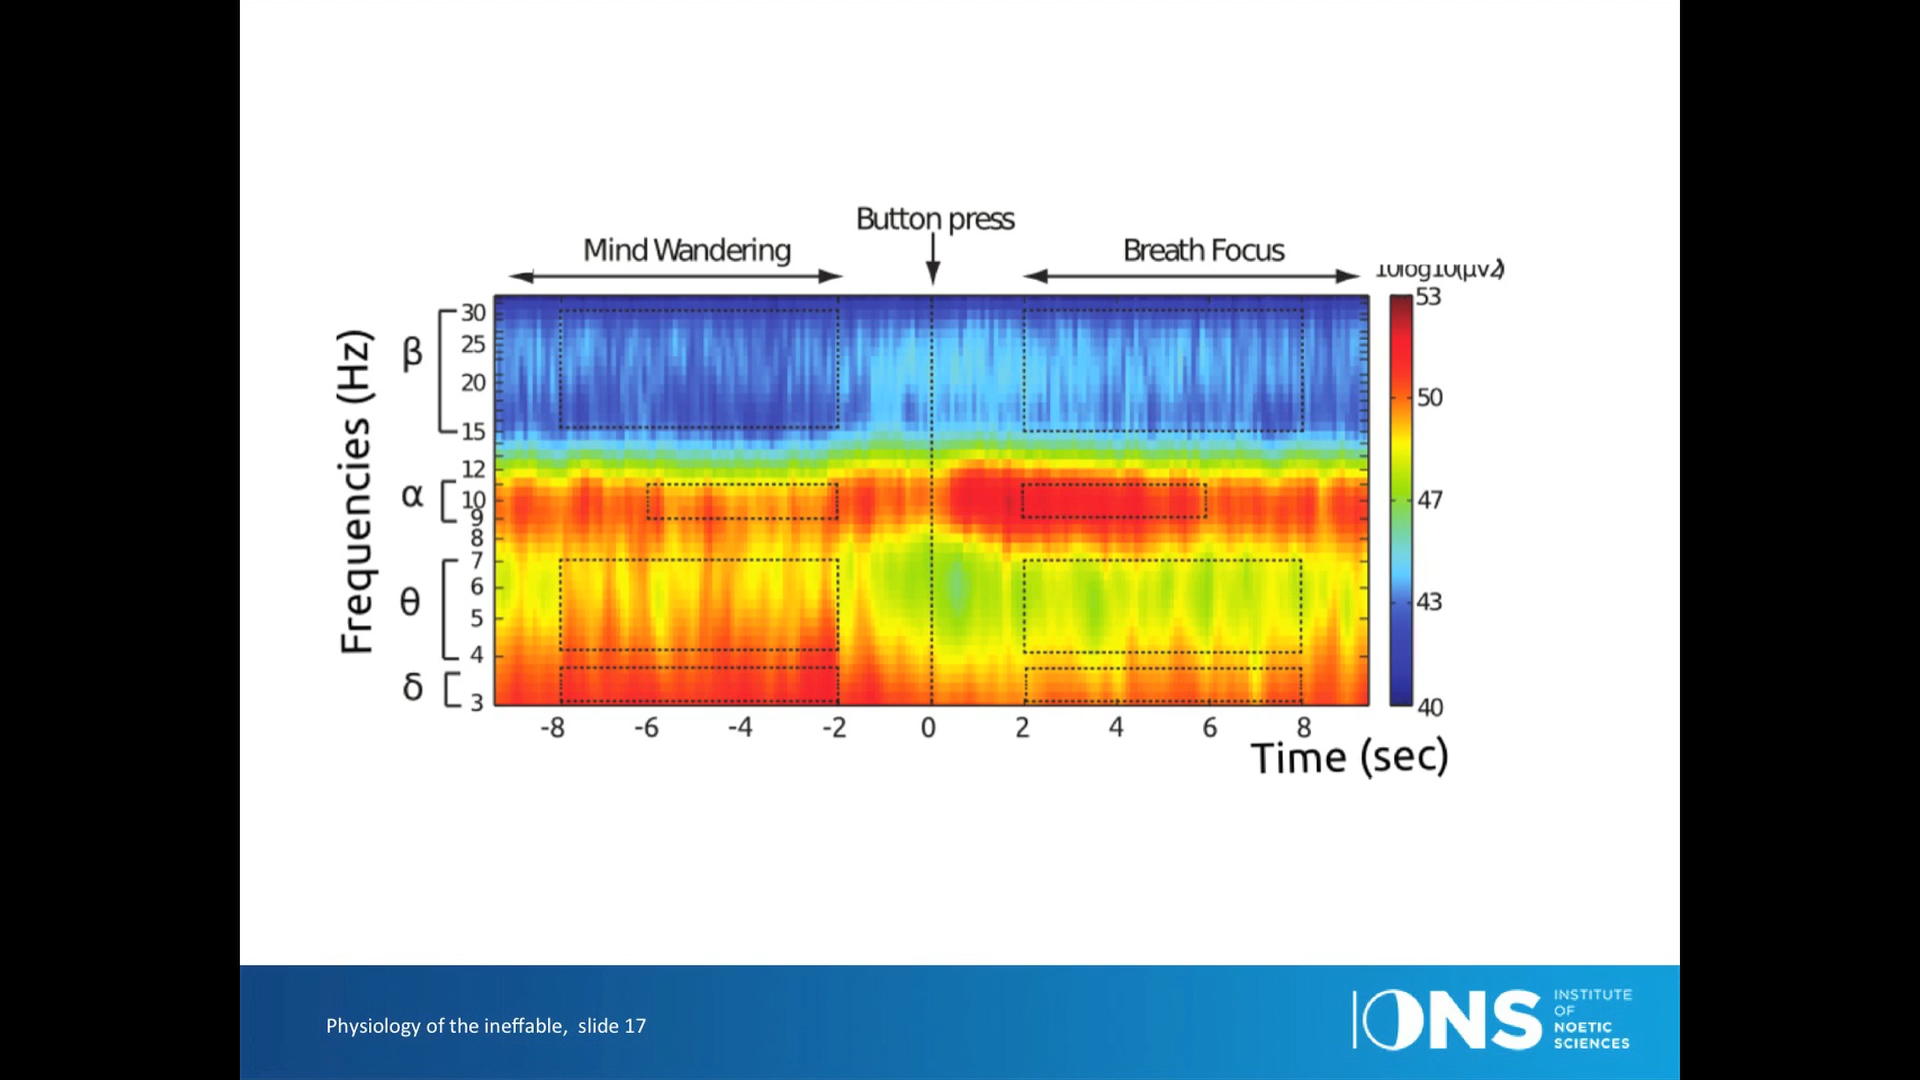 Button press
Mind Wandering
Breath Focus
10log10(μV2)
Frequencies (Hz)
β
α
θ
δ
30
25
20
15
12
10
9
8
7
6
5
4
3
-8 -6 -4 -2 0 2 4 6 8
Time (sec)
53
50
47
43
40
Physiology of the ineffable, slide 17
IONS
INSTITUTE
OF
NOETIC
SCIENCES